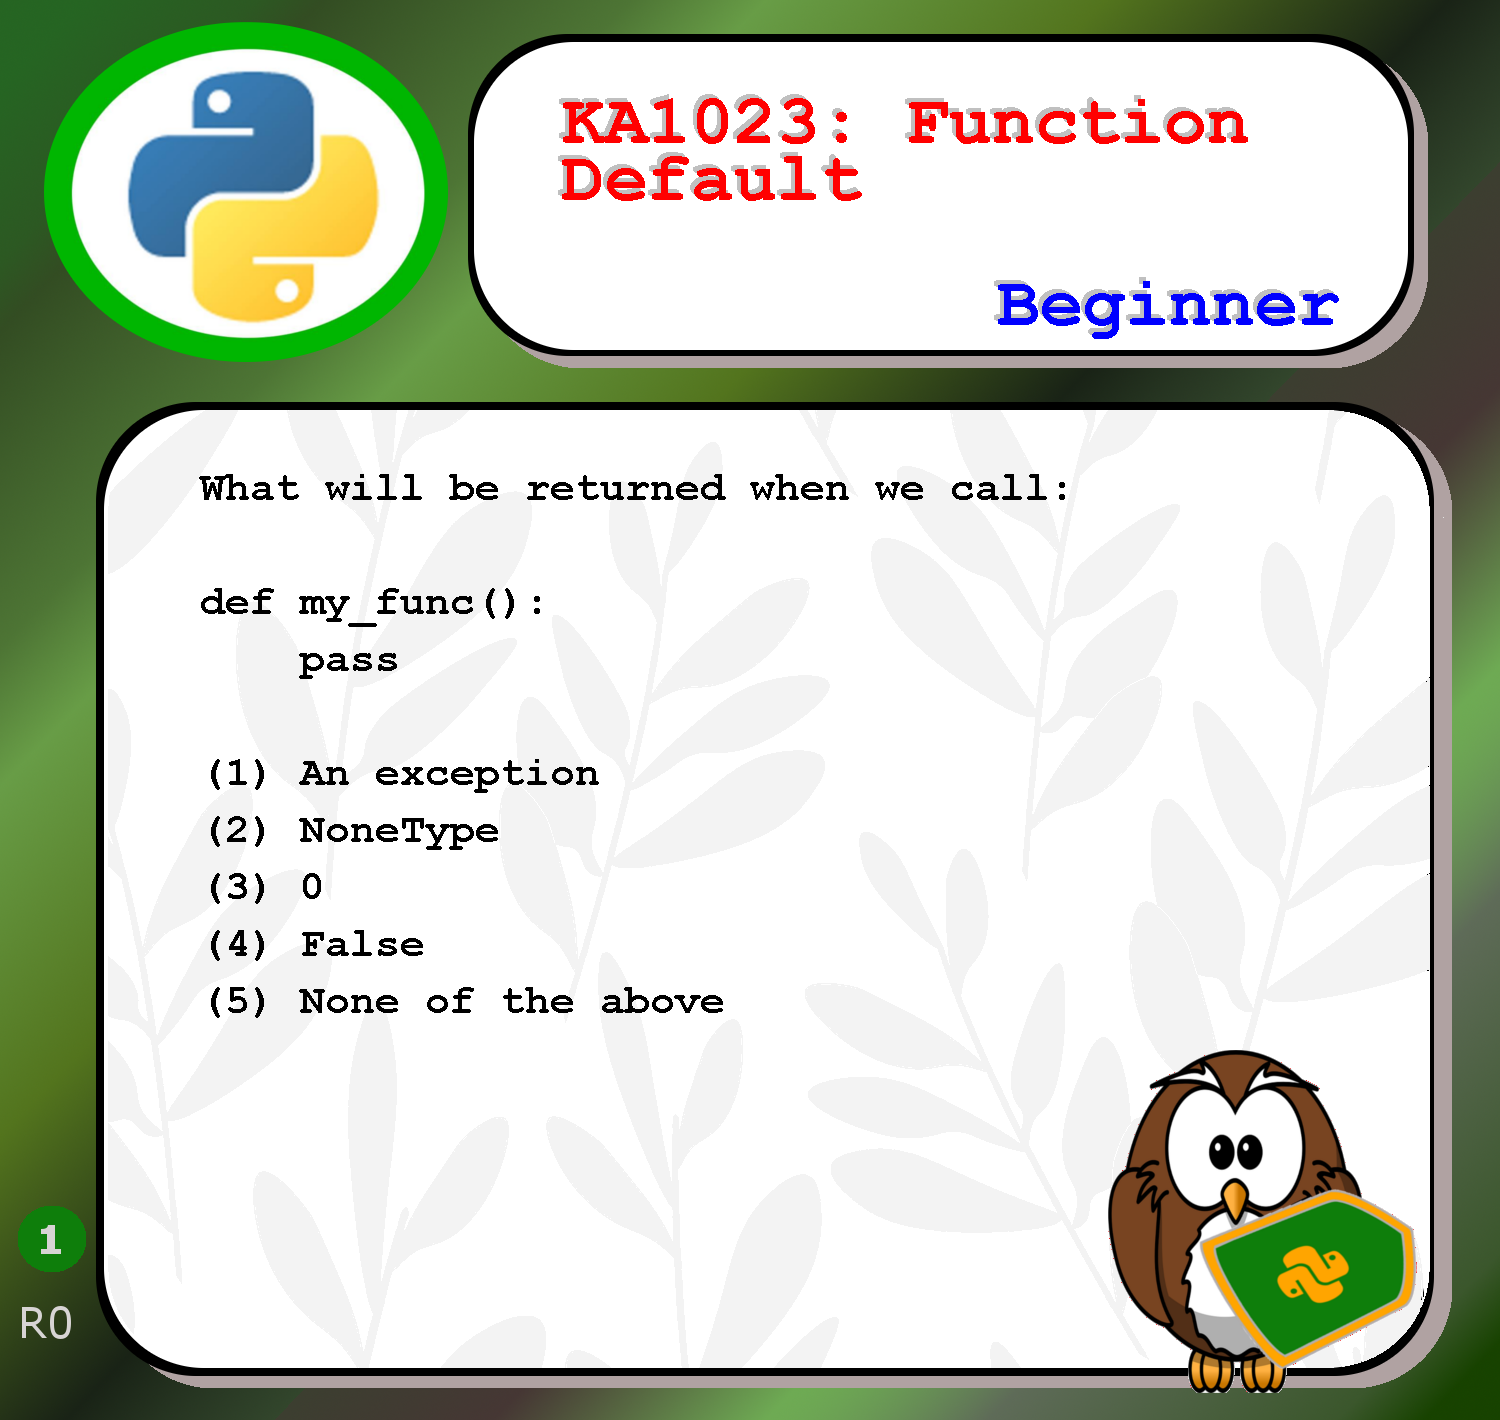 KA1023: Function
Default
Beginner
What will be returned when we call:
def my_func():
    pass
(1) An exception
(2) NoneType
(3) 0
(4) False
(5) None of the above
1
R0